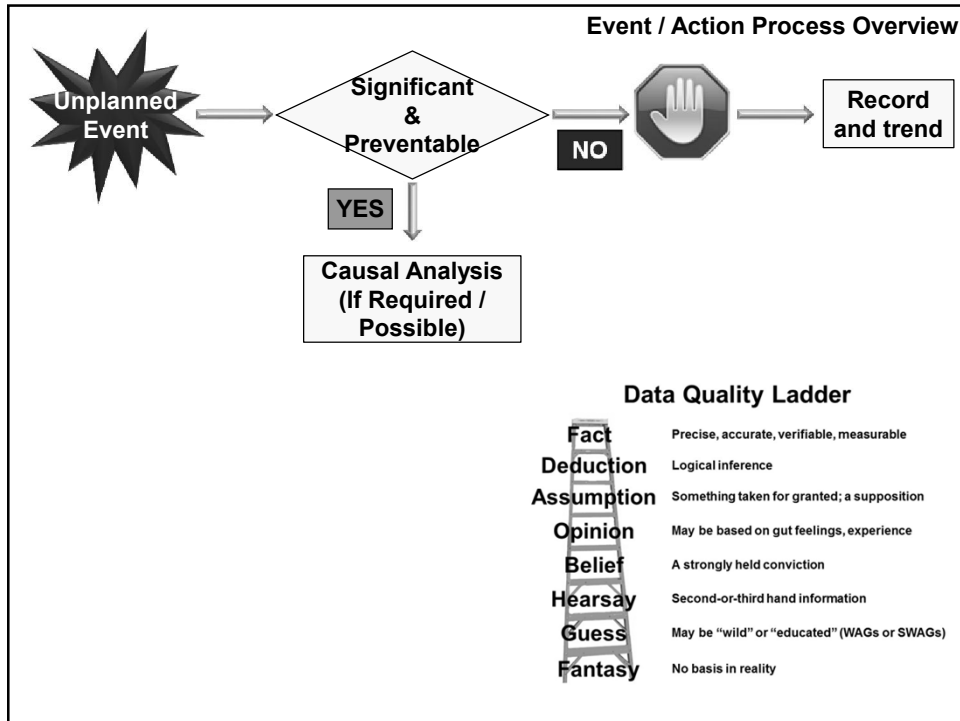 Event / Action Process Overview
Unplanned
Event
Significant
&
Preventable
NO
Record
and trend
YES
Causal Analysis
(If Required /
Possible)
Data Quality Ladder
Fact Precise, accurate, verifiable, measurable
Deduction Logical inference
Assumption Something taken for granted; a supposition
Opinion May be based on gut feelings, experience
Belief A strongly held conviction
Hearsay Second-or-third hand information
Guess May be “wild” or “educated” (WAGs or SWAGs)
Fantasy No basis in reality